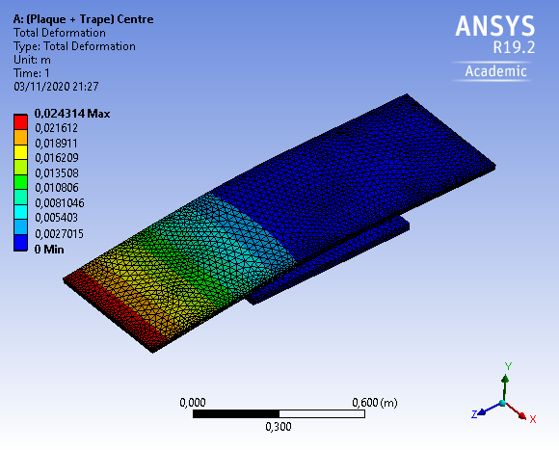 A: (Plaque + Trape) Centre
Total Deformation
Type: Total Deformation
Unit: m
Time: 1
03/11/2020 21:27
0,024314 Max
0,021612
0,018911
0,016209
0,013508
0,010806
0,0081046
0,005403
0,0027015
0 Min
ANSYS
R19.2
Academic
0,000
0,600 (m)
0,300
Y
Z
X